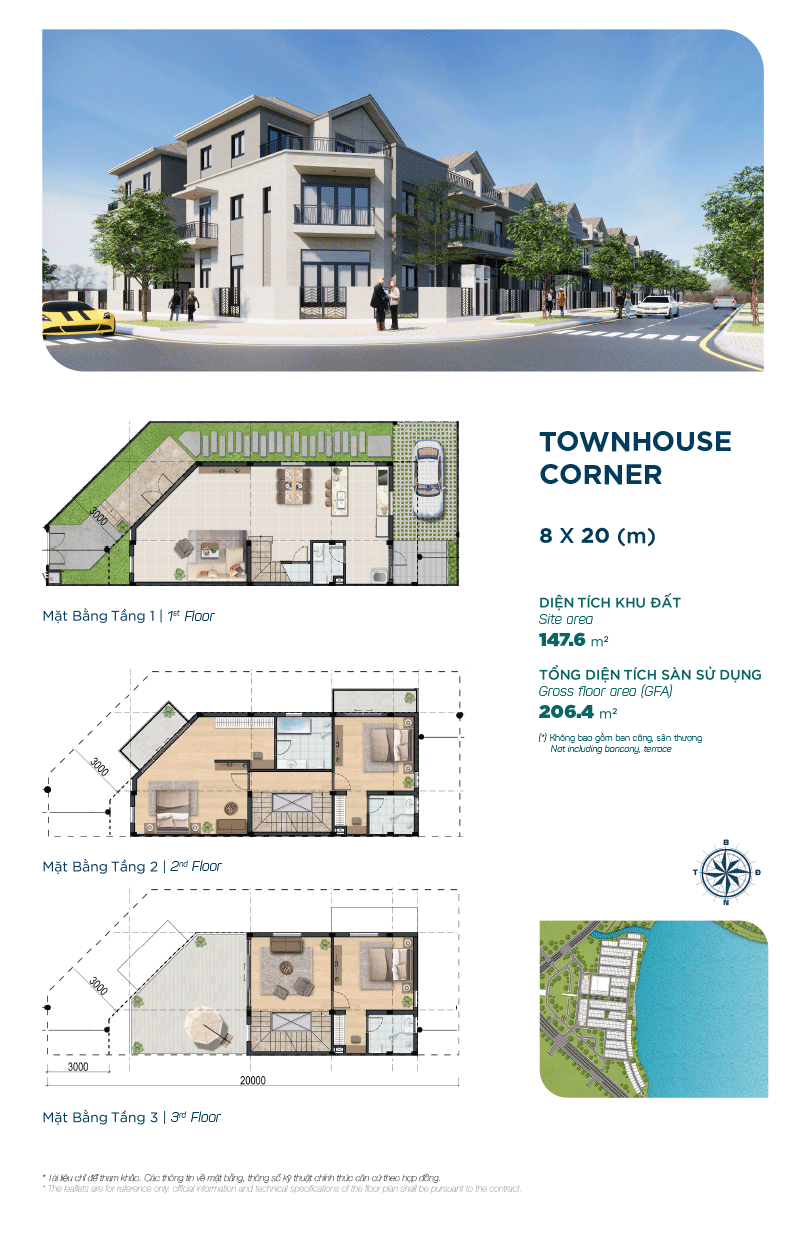 TOWNHOUSE
CORNER
8 X 20 (m)
DIỆN TÍCH KHU ĐẤT
Site area
147.6 m²
TỔNG DIỆN TÍCH SÀN SỬ DỤNG
Gross floor area (GFA)
206.4 m²
(*) Không bao gồm ban công, sân thượng
Not including bancony, terrace
3000
Mặt Bằng Tầng 1 | 1st Floor
3000
Mặt Bằng Tầng 2 | 2nd Floor
B
T
Đ
N
3000
3000
20000
Mặt Bằng Tầng 3 | 3rd Floor
* Tài liệu chỉ để tham khảo. Các thông tin về mặt bằng, thông số kỹ thuật chính thức căn cứ theo hợp đồng.
* The leaflets are for reference only, official information and technical specifications of the floor plan shall be pursuant to the contract.